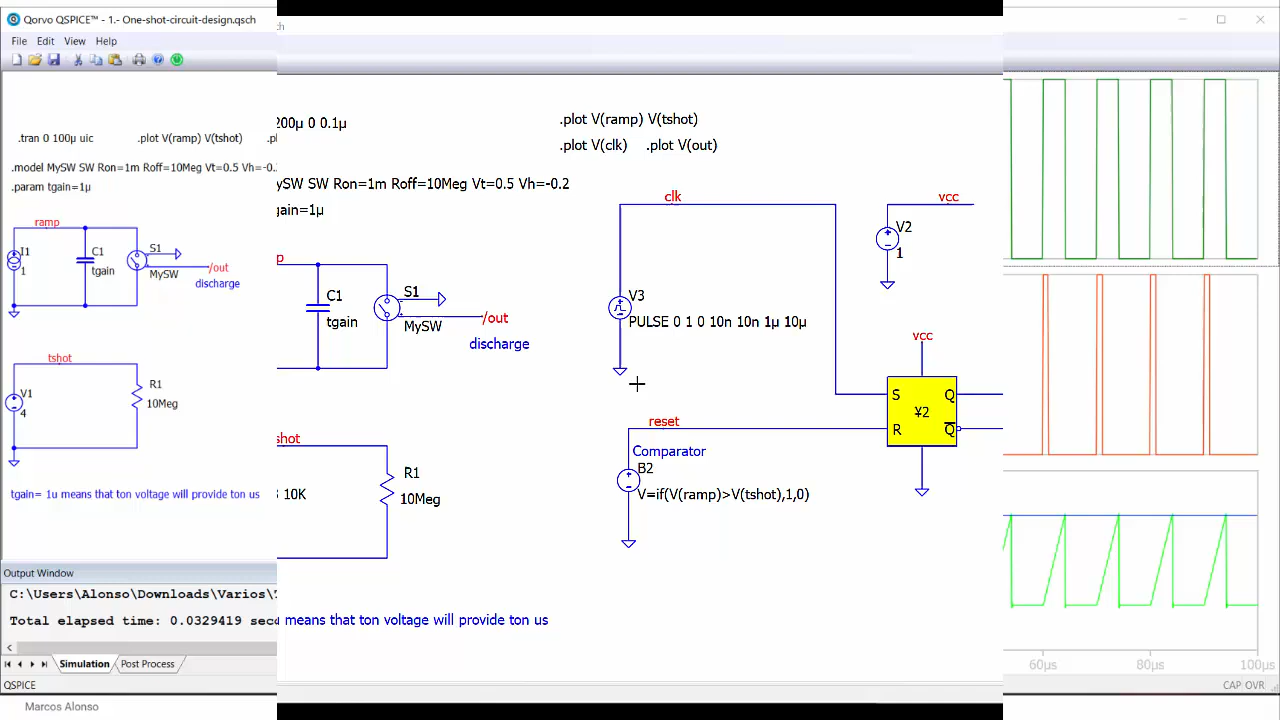 Qorvo QSPICE™ - 1.- One-shot-circuit-design.qsch
File Edit View Help
.tran 0 100µ uic .plot V(ramp) V(tshot)
.model MySW SW Ron=1m Roff=10Meg Vt=0.5 Vh=-0.
.param tgain=1µ
ramp
I1
1
C1
tgain
S1
MySW
/out
discharge
tshot
V1
4
R1
10Meg
tgain= 1u means that ton voltage will provide ton us
Output Window
C:\Users\Alonso\Downloads\Varios\
Total elapsed time: 0.0329419
Simulation Post Process
QSPICE
Marcos Alonso
200µ 0 0.1µ
.plot V(ramp) V(tshot)
.plot V(clk) .plot V(out)
ySW SW Ron=1m Roff=10Meg Vt=0.5 Vh=-0.2
gain=1µ
p
C1
tgain
S1
MySW
/out
discharge
shot
R1
10Meg
10K
means that ton voltage will provide ton us
clk
V3
PULSE 0 1 0 10n 10n 1µ 10µ
reset
Comparator
B2
V=if(V(ramp)>V(tshot),1,0)
vcc
V2
1
vcc
S Q
¥2
R Q
60µs 80µs 100µs
CAP OVR